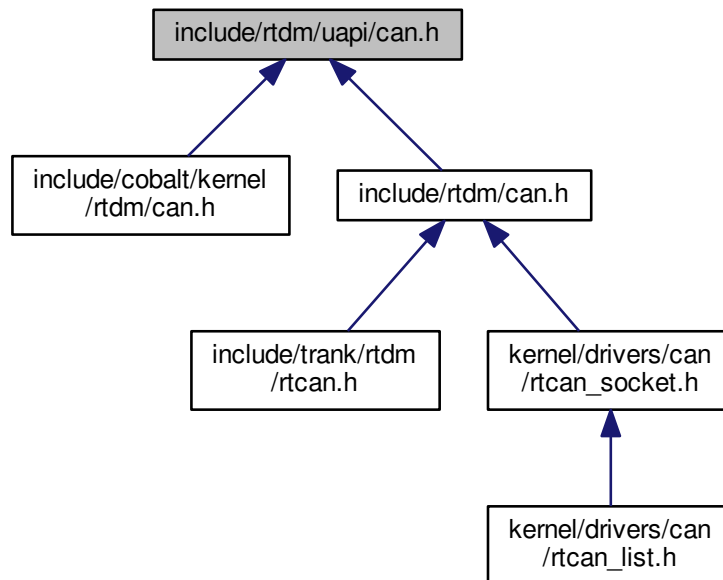 include/rtdm/uapi/can.h
include/cobalt/kernel
/rtdm/can.h
include/rtdm/can.h
include/trank/rtdm
/rtcan.h
kernel/drivers/can
/rtcan_socket.h
kernel/drivers/can
/rtcan_list.h